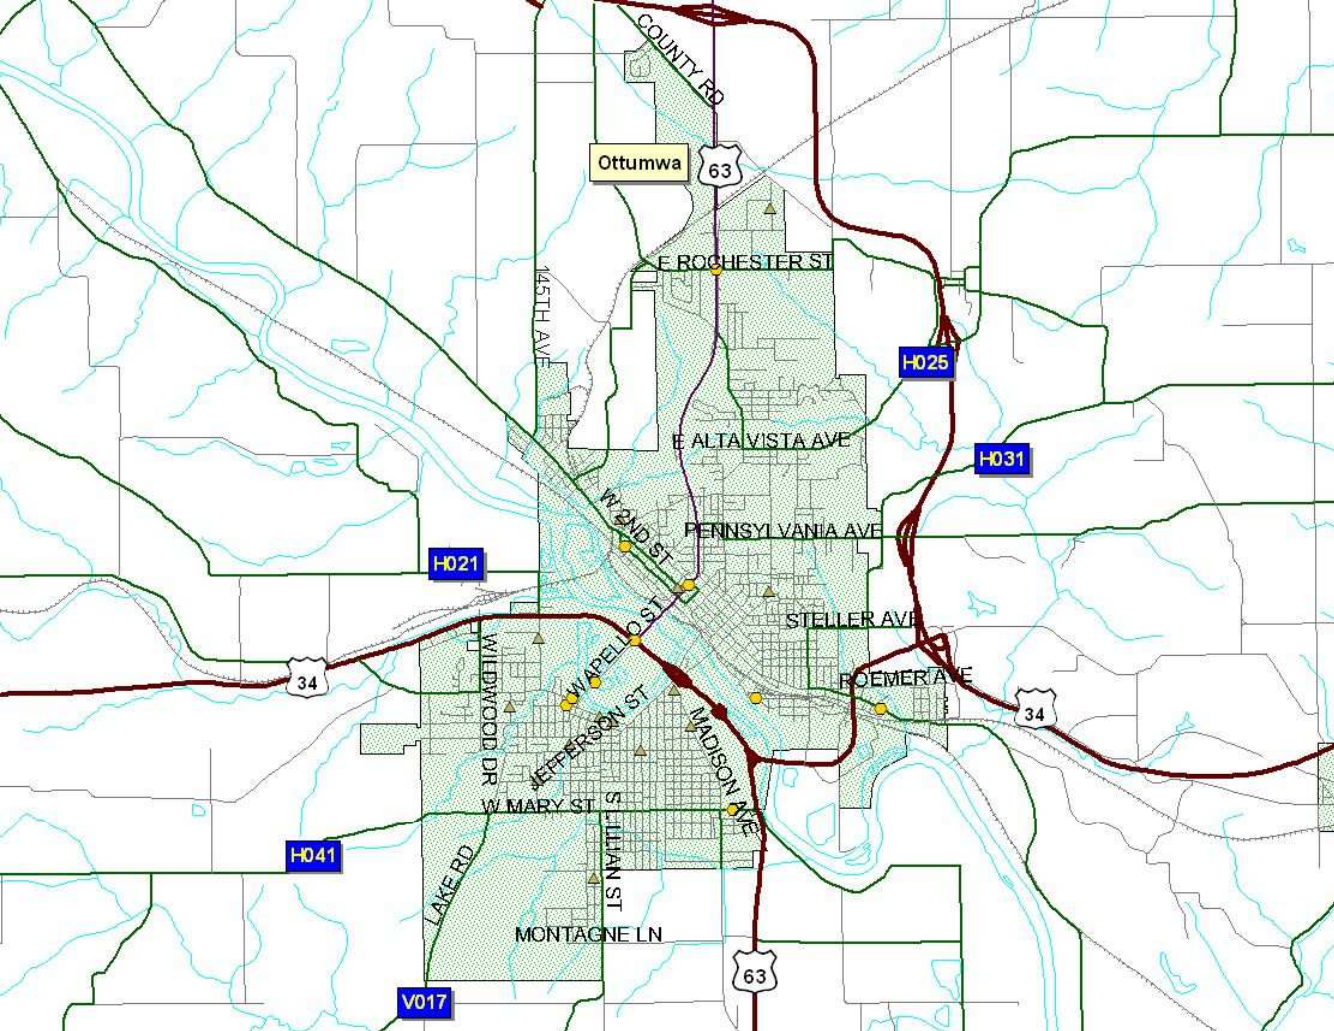 COUNTY RD
Ottumwa
63
E ROCHESTER ST
145TH AVE
H025
E ALTA VISTA AVE
H031
W 2ND ST
PENNSYLVANIA AVE
H021
STELLER AVE
WAPELLO ST
WILDWOOD DR
34
ROEMER AVE
34
JEFFERSON ST
MADISON AVE
W MARY ST
S LILLIAN ST
H041
LAKE RD
MONTAGNE LN
63
V017